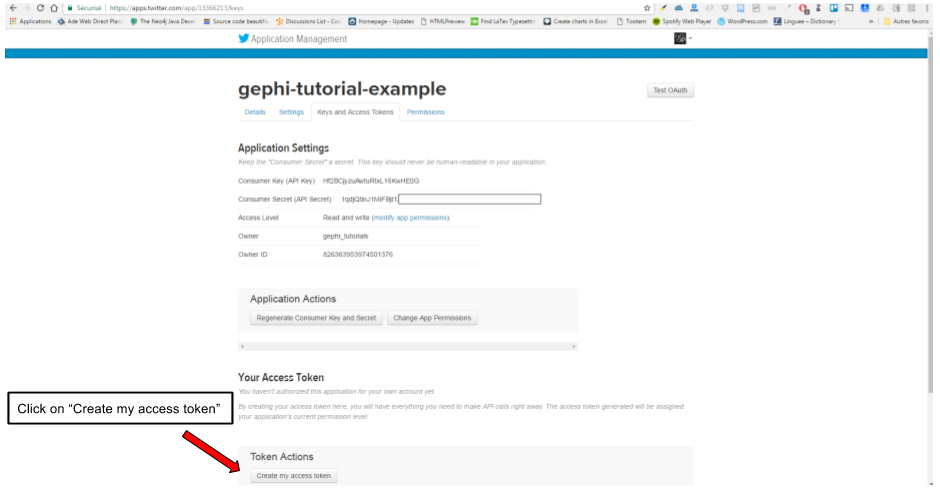 Sécurisé | https://apps.twitter.com/app/13366213/keys
Applications Ade Web Direct Plan The Neo4j Java Devel Source code beautifi Discussions List - Con Homepage - Updates HTMLPreview Find LaTex Typesettin Create charts in Excel Tostem Spotify Web Player WordPress.com Linguee – Dictionary » Autres favoris
Application Management
gephi-tutorial-example
Test OAuth
Details Settings Keys and Access Tokens Permissions
Application Settings
Keep the "Consumer Secret" a secret. This key should never be human-readable in your application.
Consumer Key (API Key)
Consumer Secret (API Secret)
Access Level Read and write (modify app permissions)
Owner gephi_tutorials
Owner ID 826363953974501376
Application Actions
Regenerate Consumer Key and Secret Change App Permissions
Your Access Token
You haven't authorized this application for your own account yet.
By creating your access token here, you will have everything you need to make API calls right away. The access token generated will be assigned
your application's current permission level.
Click on “Create my access token”
Token Actions
Create my access token